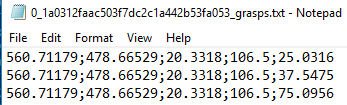 0_1a0312faac503f7dc2c1a442b53fa053_grasps.txt - Notepad
File Edit Format View Help
560.71179;478.66529;20.3318;106.5;25.0316
560.71179;478.66529;20.3318;106.5;37.5475
560.71179;478.66529;20.3318;106.5;75.0956